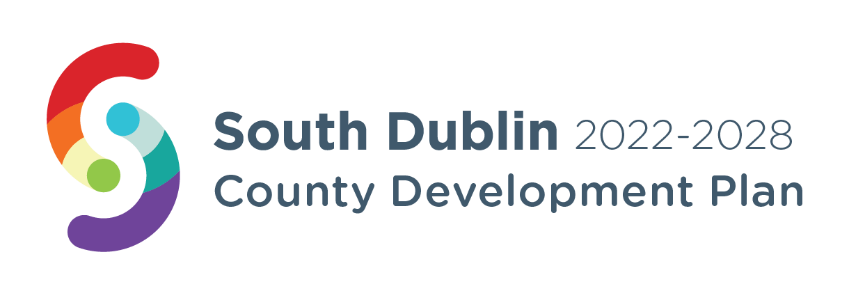 South Dublin 2022-2028
County Development Plan